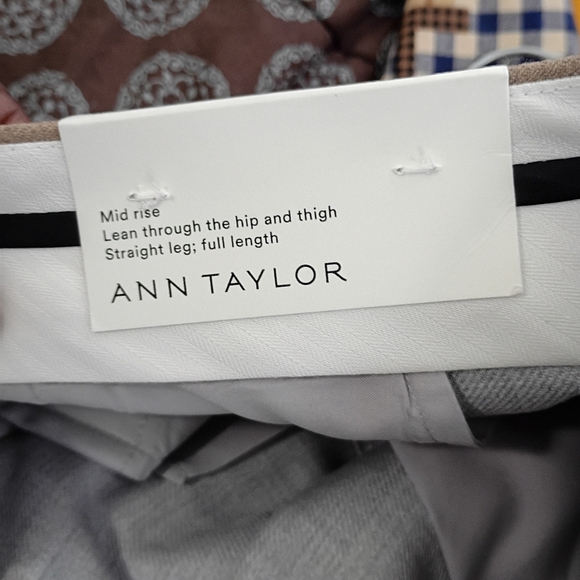 Mid rise
Lean through the hip and thigh
Straight leg; full length
ANN TAYLOR